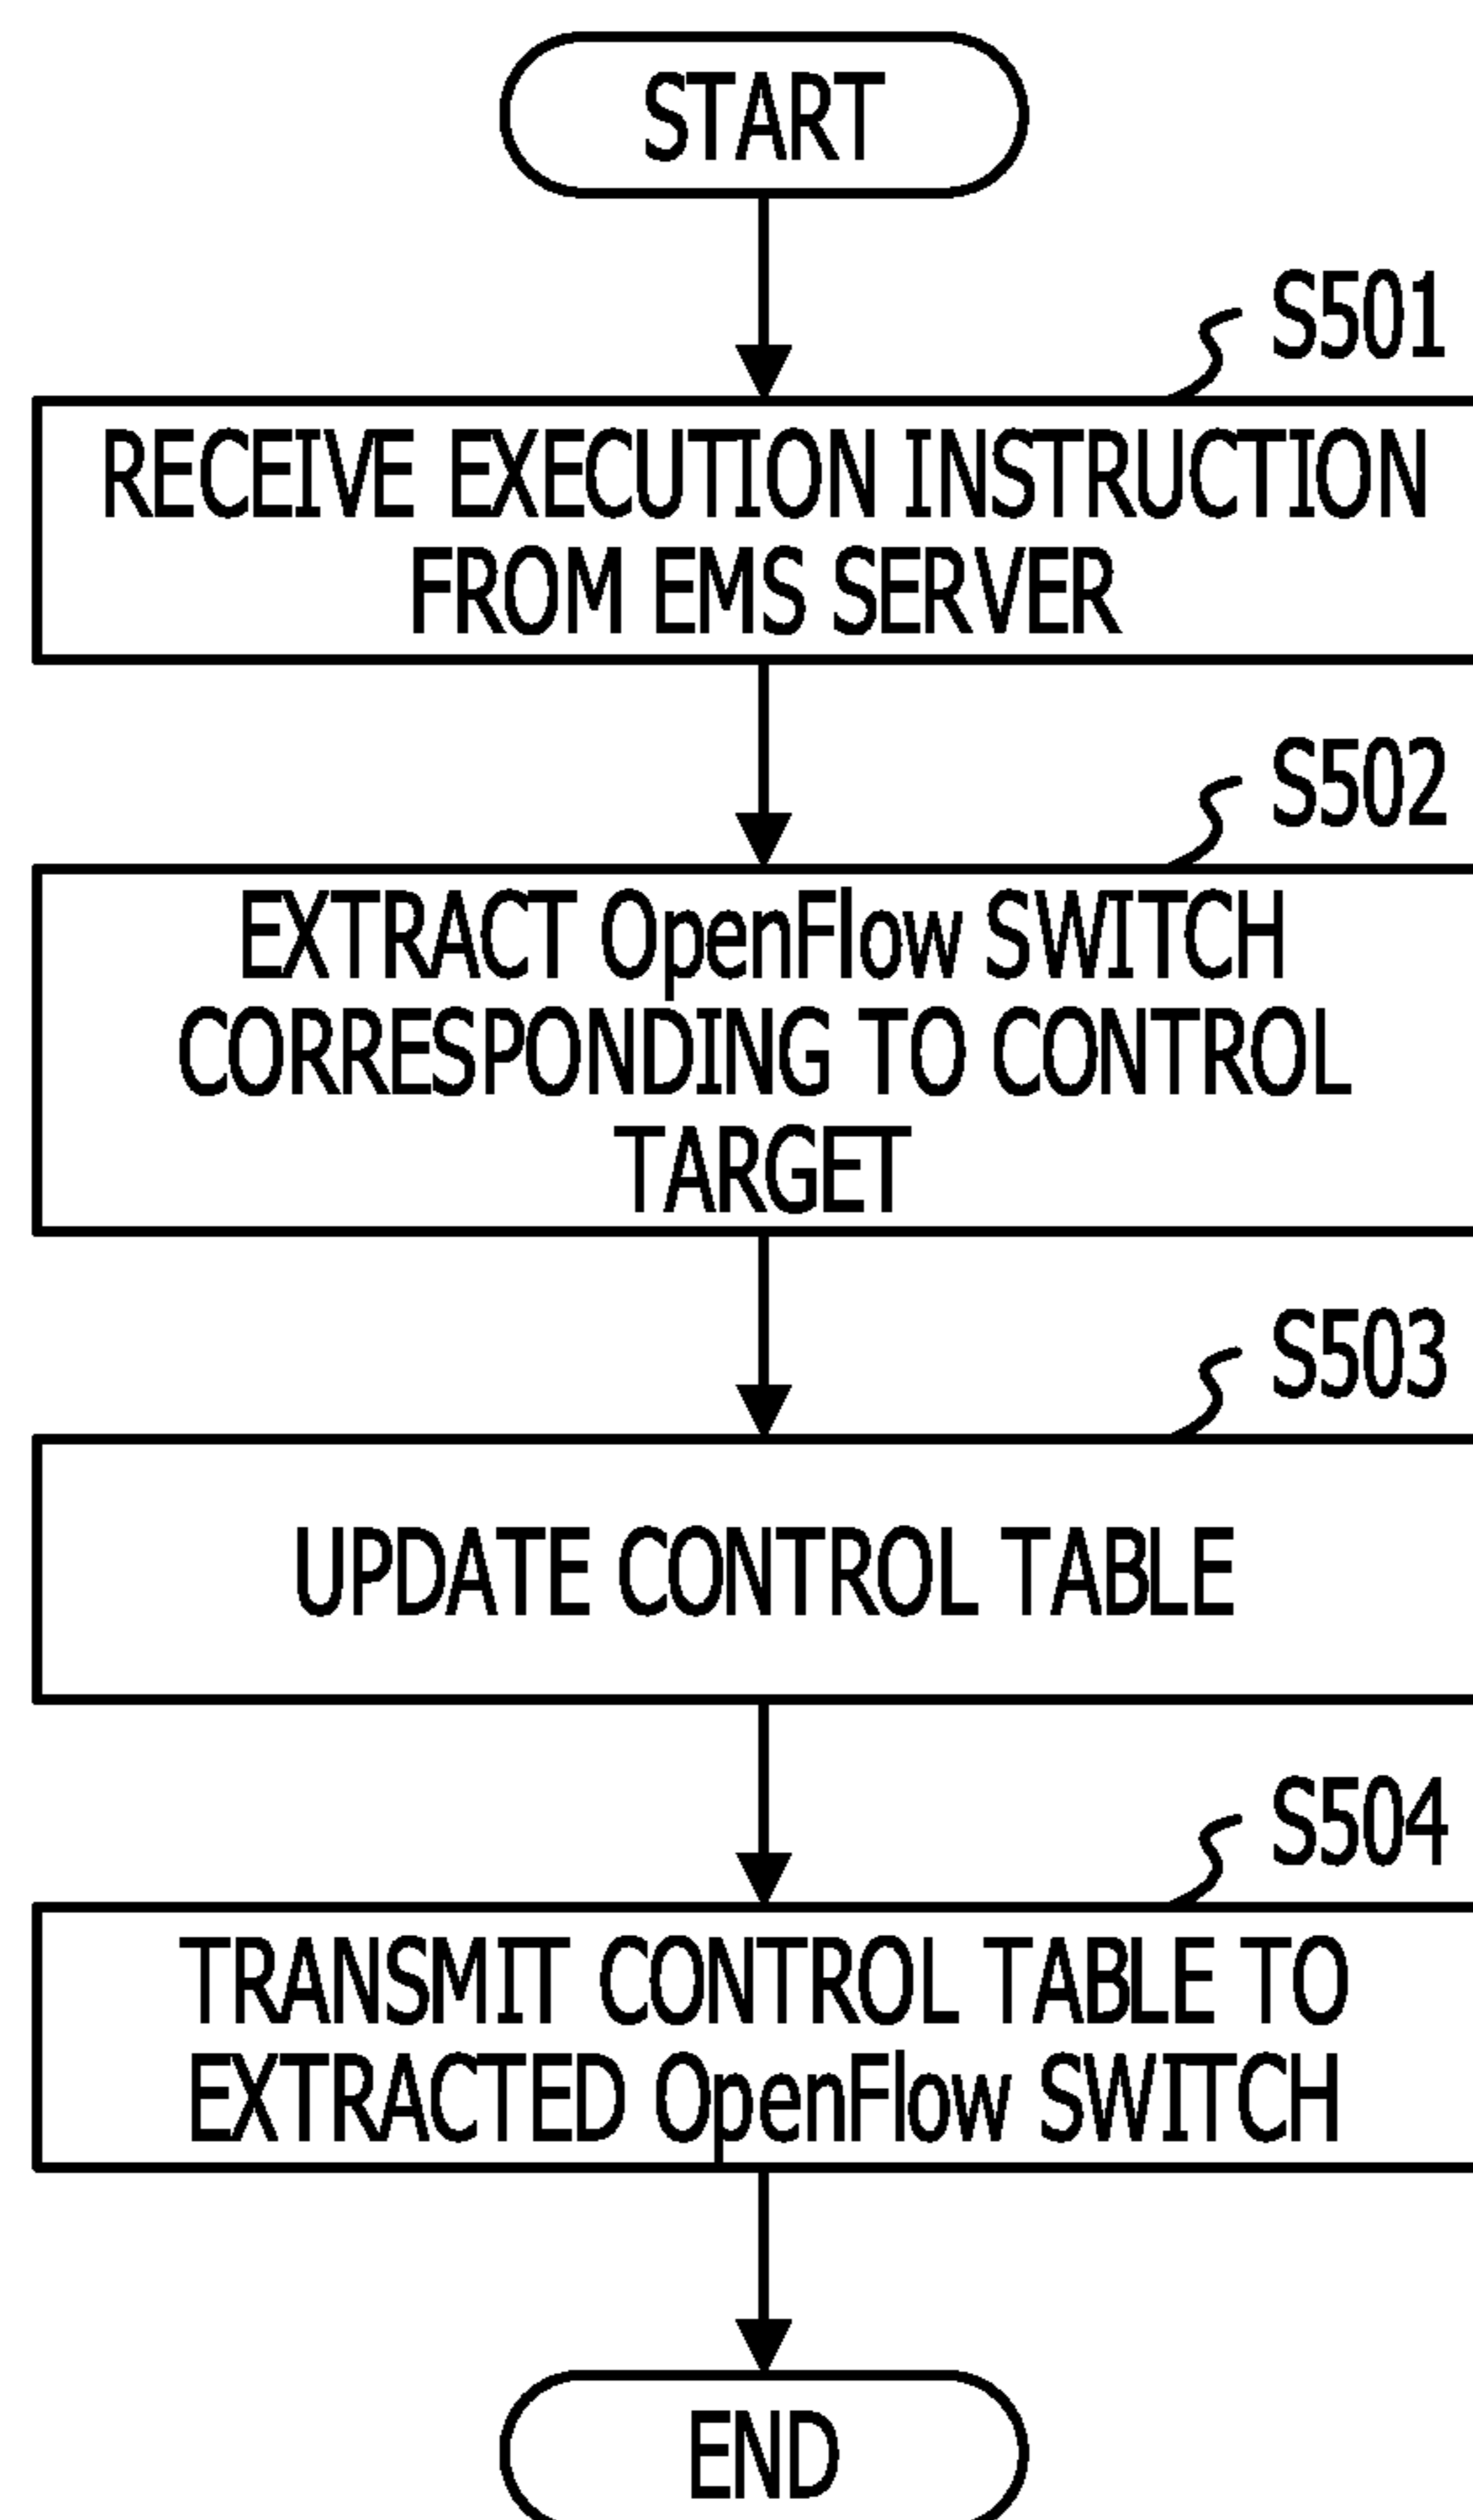 START
S501
RECEIVE EXECUTION INSTRUCTION
FROM EMS SERVER
S502
EXTRACT OpenFlow SWITCH
CORRESPONDING TO CONTROL
TARGET
S503
UPDATE CONTROL TABLE
S504
TRANSMIT CONTROL TABLE TO
EXTRACTED OpenFlow SWITCH
END